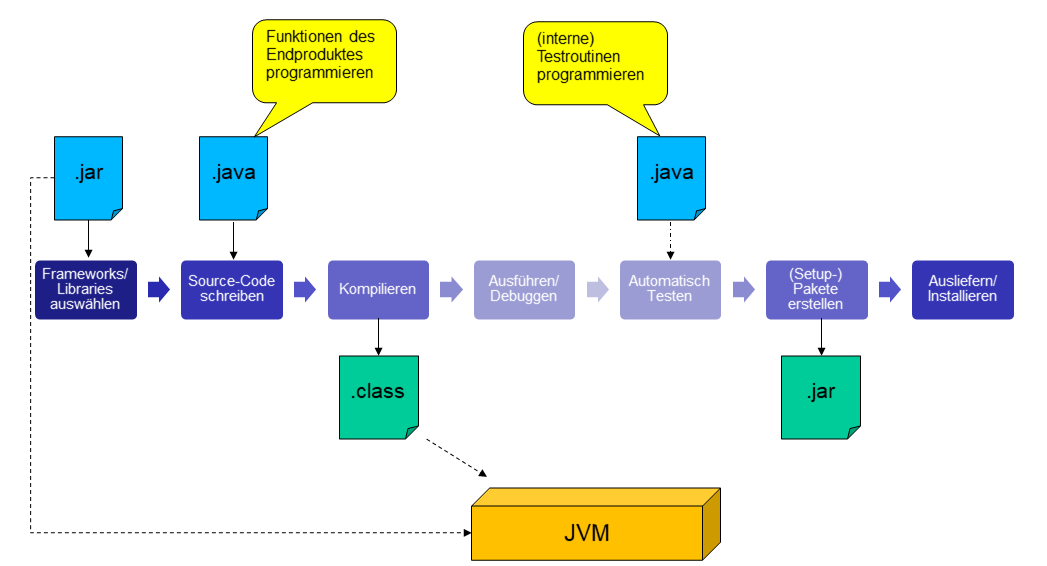 Funktionen des
Endproduktes
programmieren
(interne)
Testroutinen
programmieren
.jar
.java
.java
Frameworks/
Libraries
auswählen
Source-Code
schreiben
Kompilieren
Ausführen/
Debuggen
Automatisch
Testen
(Setup-)
Pakete
erstellen
Ausliefern/
Installieren
.class
.jar
JVM